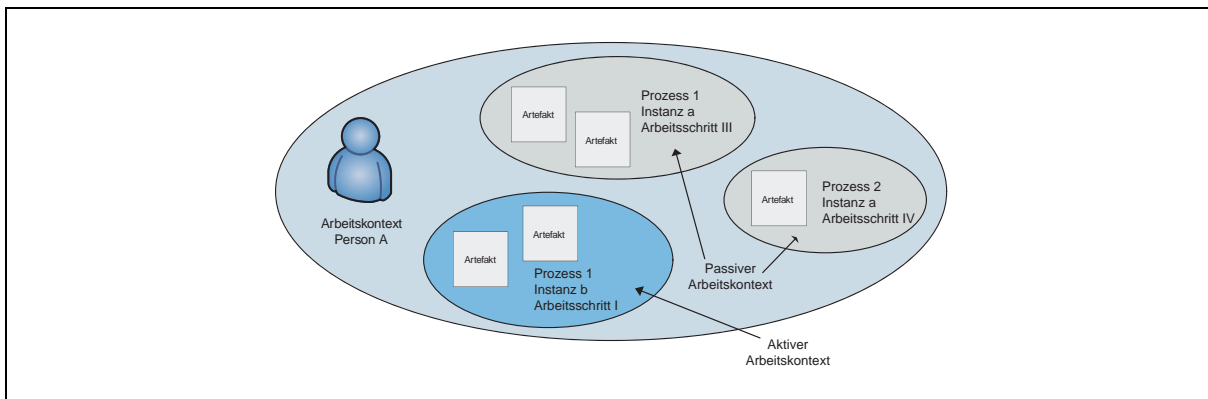 Artefakt
Artefakt
Prozess 1
Instanz a
Arbeitsschritt III
Artefakt
Prozess 2
Instanz a
Arbeitsschritt IV
Arbeitskontext
Person A
Artefakt
Artefakt
Prozess 1
Instanz b
Arbeitsschritt I
Passiver
Arbeitskontext
Aktiver
Arbeitskontext